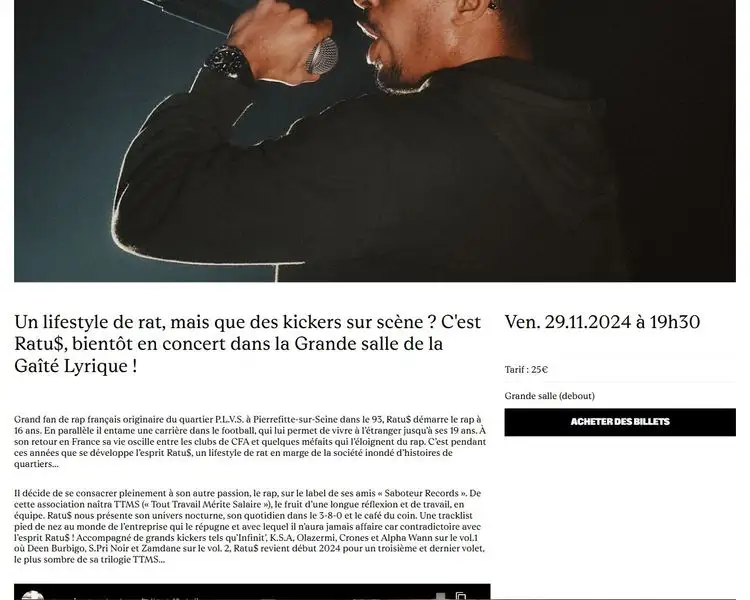 Un lifestyle de rat, mais que des kickers sur scène ? C'est
Ratu$, bientôt en concert dans la Grande salle de la
Gaîté Lyrique !
Ven. 29.11.2024 à 19h30
Tarif : 25€
Grande salle (debout)
ACHETER DES BILLETS
Grand fan de rap français originaire du quartier P.L.V.S. à Pierrefitte-sur-Seine dans le 93, Ratu$ démarre le rap à
16 ans. En parallèle il entame une carrière dans le football, qui lui permet de vivre à l'étranger jusqu'à ses 19 ans. À
son retour en France sa vie oscille entre les clubs de CFA et quelques méfaits qui l'éloignent du rap. C'est pendant
ces années que se développe l'esprit Ratu$, un lifestyle de rat en marge de la société inondé d'histoires de
quartiers...
Il décide de se consacrer pleinement à son autre passion, le rap, sur le label de ses amis « Saboteur Records ». De
cette association naîtra TTMS (« Tout Travail Mérite Salaire »), le fruit d'une longue réflexion et de travail, en
équipe. Ratu$ nous présente son univers nocturne, son quotidien dans le 3-8-0 et le café du coin. Une tracklist
pied de nez au monde de l'entreprise qui le répugne et avec lequel il n'aura jamais affaire car contradictoire avec
l'esprit Ratu$ ! Accompagné de grands kickers tels qu'Infinit', K.S.A, Olazermi, Crones et Alpha Wann sur le vol.1
où Deen Burbigo, S.Pri Noir et Zamdane sur le vol. 2, Ratu$ revient début 2024 pour un troisième et dernier volet,
le plus sombre de sa trilogie TTMS...